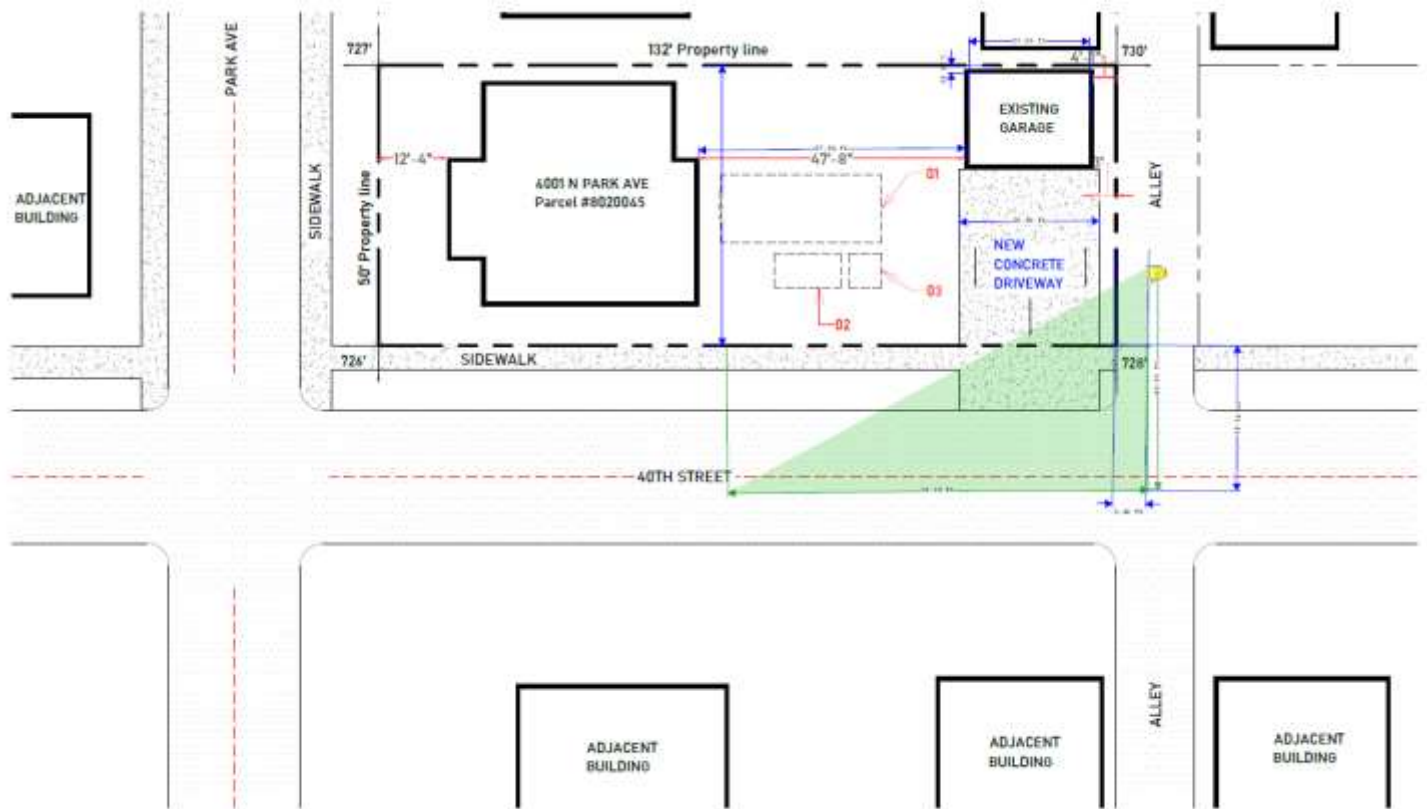 PARK AVE
727'
132' Property line
730'
4'
EXISTING
GARAGE
12'-4"
47'-8"
SIDEWALK
50' Property line
ADJACENT
BUILDING
4001 N PARK AVE
Parcel #8020045
01
ALLEY
NEW
CONCRETE
DRIVEWAY
03
02
726'
SIDEWALK
728'
40TH STREET
ALLEY
ADJACENT
BUILDING
ADJACENT
BUILDING
ADJACENT
BUILDING